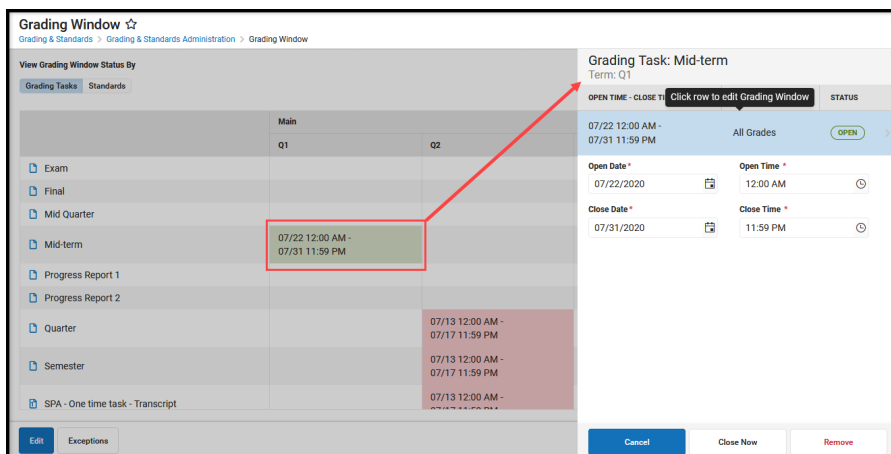 Grading Window
Grading & Standards > Grading & Standards Administration > Grading Window
View Grading Window Status By
Grading Tasks Standards
Main
Q1 Q2
Exam
Final
Mid Quarter
Mid-term
07/22 12:00 AM -
07/31 11:59 PM
Progress Report 1
Progress Report 2
Quarter
07/13 12:00 AM -
07/17 11:59 PM
Semester
07/13 12:00 AM -
07/17 11:59 PM
SPA - One time task - Transcript
07/13 12:00 AM -
Edit Exceptions
Grading Task: Mid-term
Term: Q1
OPEN TIME - CLOSE TI
Click row to edit Grading Window
STATUS
07/22 12:00 AM -
07/31 11:59 PM
All Grades
OPEN
Open Date * Open Time *
07/22/2020 12:00 AM
Close Date * Close Time *
07/31/2020 11:59 PM
Cancel Close Now Remove